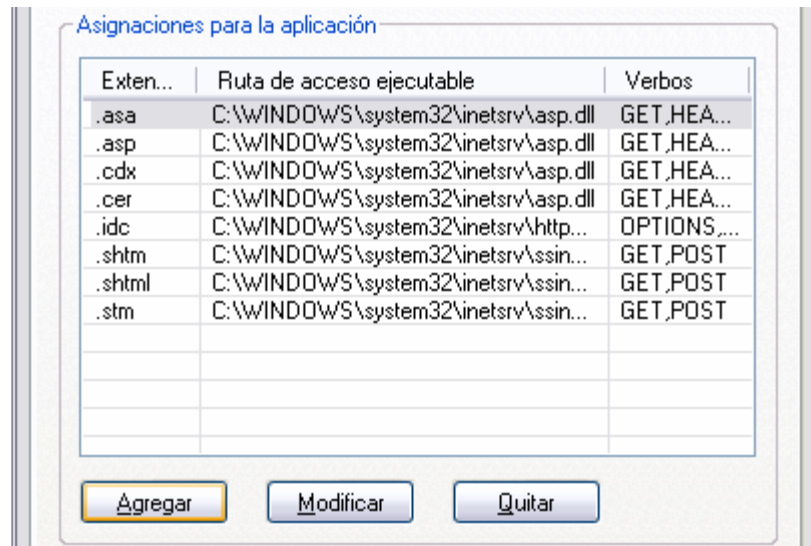 Asignaciones para la aplicación
Exten... Ruta de acceso ejecutable Verbos
.asa C:\WINDOWS\system32\inetsrv\asp.dll GET,HEA...
.asp C:\WINDOWS\system32\inetsrv\asp.dll GET,HEA...
.cdx C:\WINDOWS\system32\inetsrv\asp.dll GET,HEA...
.cer C:\WINDOWS\system32\inetsrv\asp.dll GET,HEA...
.idc C:\WINDOWS\system32\inetsrv\http... OPTIONS,...
.shtm C:\WINDOWS\system32\inetsrv\ssin... GET,POST
.shtml C:\WINDOWS\system32\inetsrv\ssin... GET,POST
.stm C:\WINDOWS\system32\inetsrv\ssin... GET,POST
Agregar Modificar Quitar